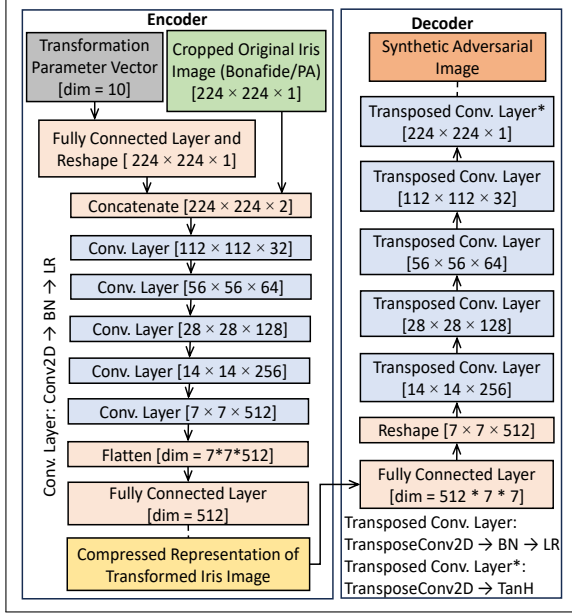 Encoder
Transformation
Parameter Vector
[dim = 10]
Cropped Original Iris
Image (Bonafide/PA)
[224 × 224 × 1]
Fully Connected Layer and
Reshape [ 224 × 224 × 1]
Concatenate [224 × 224 × 2]
Conv. Layer [112 × 112 × 32]
Conv. Layer [56 × 56 × 64]
Conv. Layer [28 × 28 × 128]
Conv. Layer [14 × 14 × 256]
Conv. Layer [7 × 7 × 512]
Flatten [dim = 7*7*512]
Fully Connected Layer
[dim = 512]
Compressed Representation of
Transformed Iris Image
Conv. Layer: Conv2D → BN → LR
Decoder
Synthetic Adversarial
Image
Transposed Conv. Layer*
[224 × 224 × 1]
Transposed Conv. Layer
[112 × 112 × 32]
Transposed Conv. Layer
[56 × 56 × 64]
Transposed Conv. Layer
[28 × 28 × 128]
Transposed Conv. Layer
[14 × 14 × 256]
Reshape [7 × 7 × 512]
Fully Connected Layer
[dim = 512 * 7 * 7]
Transposed Conv. Layer:
TransposeConv2D → BN → LR
Transposed Conv. Layer*:
TransposeConv2D → TanH